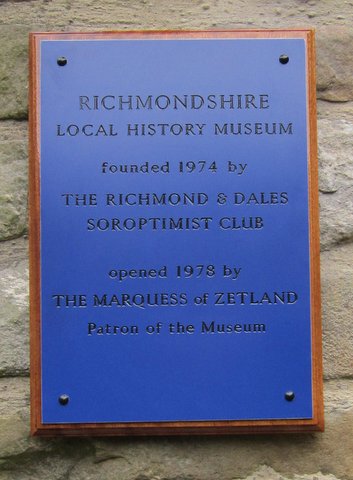 RICHMONDSHIRE
LOCAL HISTORY MUSEUM
founded 1974 by
THE RICHMOND & DALES
SOROPTIMIST CLUB
opened 1978 by
THE MARQUESS of ZETLAND
Patron of the Museum